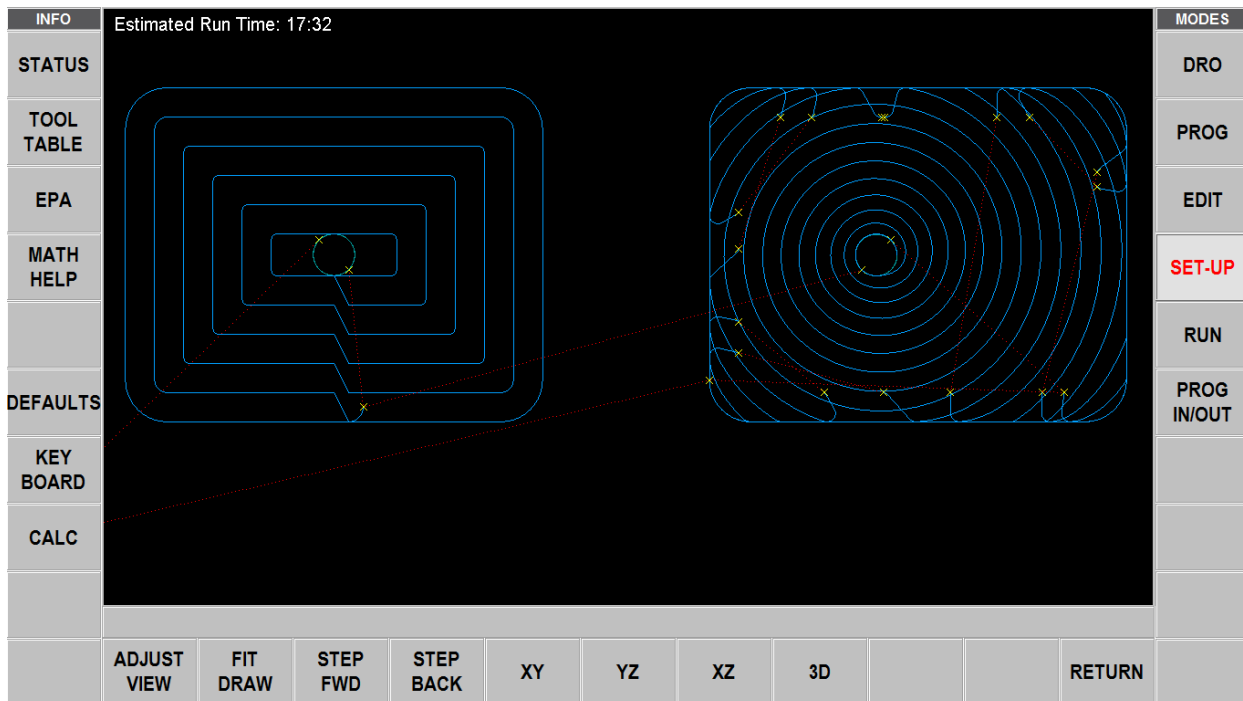 INFO
Estimated Run Time: 17:32
MODES
STATUS
DRO
TOOL
TABLE
PROG
EPA
EDIT
MATH
HELP
SET-UP
RUN
DEFAULTS
PROG
IN/OUT
KEY
BOARD
CALC
ADJUST
VIEW
FIT
DRAW
STEP
FWD
STEP
BACK
XY
YZ
XZ
3D
RETURN